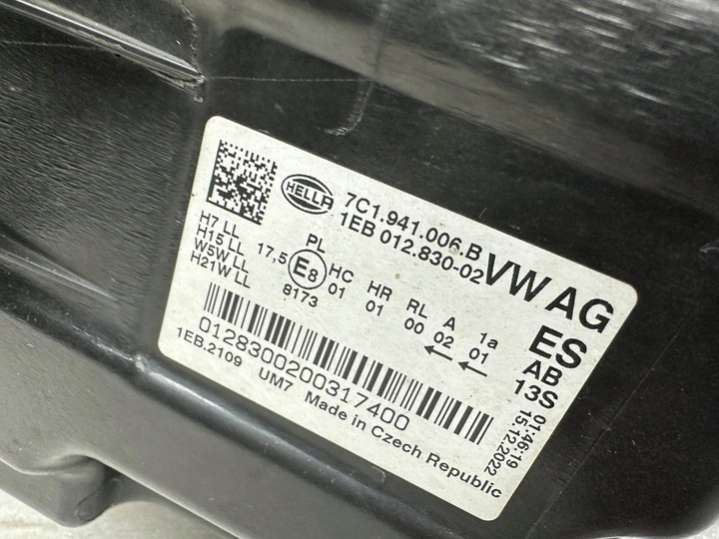 HELLA
7C1.941.006.B
1EB 012.830-02
VW AG
H7 LL
H15 LL
W5W LL
H21W LL
17,5 E8 8173
PL HC HR RL A 1a
01 01 00 02 01
ES
AB
13S
01283002003 17400
1EB.2109 UM7 Made in Czech Republic
01:46:19
15.12.2022